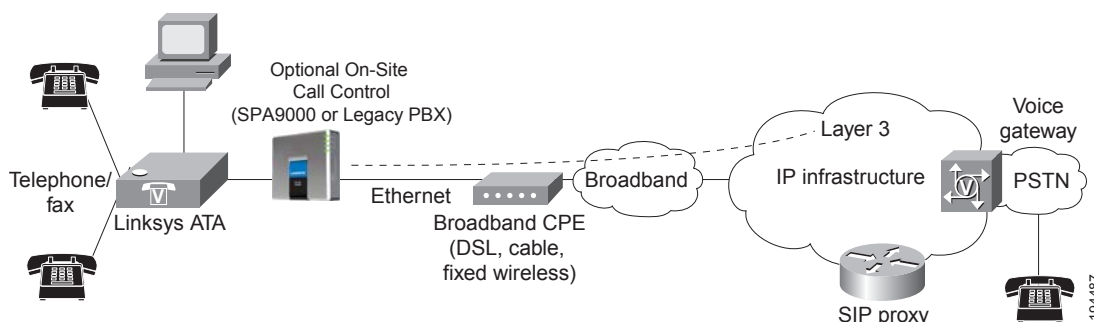 Optional On-Site
Call Control
(SPA9000 or Legacy PBX)
Telephone/
fax
V
Linksys ATA
Ethernet
Broadband CPE
(DSL, cable,
fixed wireless)
Broadband
Layer 3
IP infrastructure
SIP proxy
Voice
gateway
V
PSTN
194487